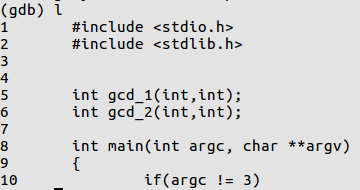 (gdb) l
1 #include <stdio.h>
2 #include <stdlib.h>
3
4
5 int gcd_1(int,int);
6 int gcd_2(int,int);
7
8 int main(int argc, char **argv)
9 {
10 if(argc != 3)